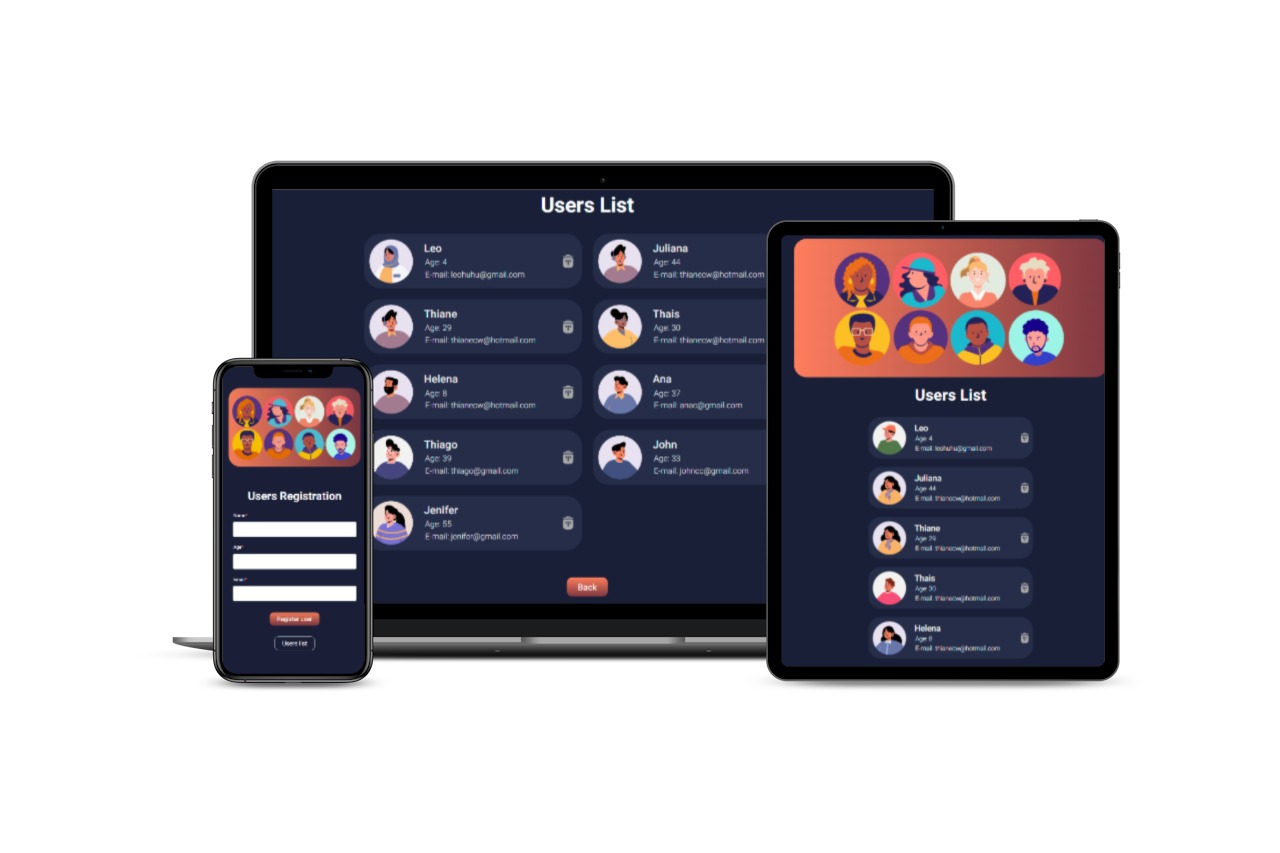 Users List
Leo
Age: 4
E-mail: leohuhu@gmail.com
Juliana
Age: 44
E-mail: thianecw@hotmail.com
Thiane
Age: 29
E-mail: thianecw@hotmail.com
Thais
Age: 30
E-mail: thianecw@hotmail.com
Helena
Age: 8
E-mail: thianecw@hotmail.com
Ana
Age: 37
E-mail: anac@gmail.com
Thiago
Age: 39
E-mail: thiago@gmail.com
John
Age: 33
E-mail: johncc@gmail.com
Jenifer
Age: 55
E-mail: jenifer@gmail.com
Back
Users Registration
Name*
Age*
Email*
Register user
Users list
Users List
Leo
Age: 4
E-mail: leohuhu@gmail.com
Juliana
Age: 44
E-mail: thianecw@hotmail.com
Thiane
Age: 29
E-mail: thianecw@hotmail.com
Thais
Age: 30
E-mail: thianecw@hotmail.com
Helena
Age: 8
E-mail: thianecw@hotmail.com